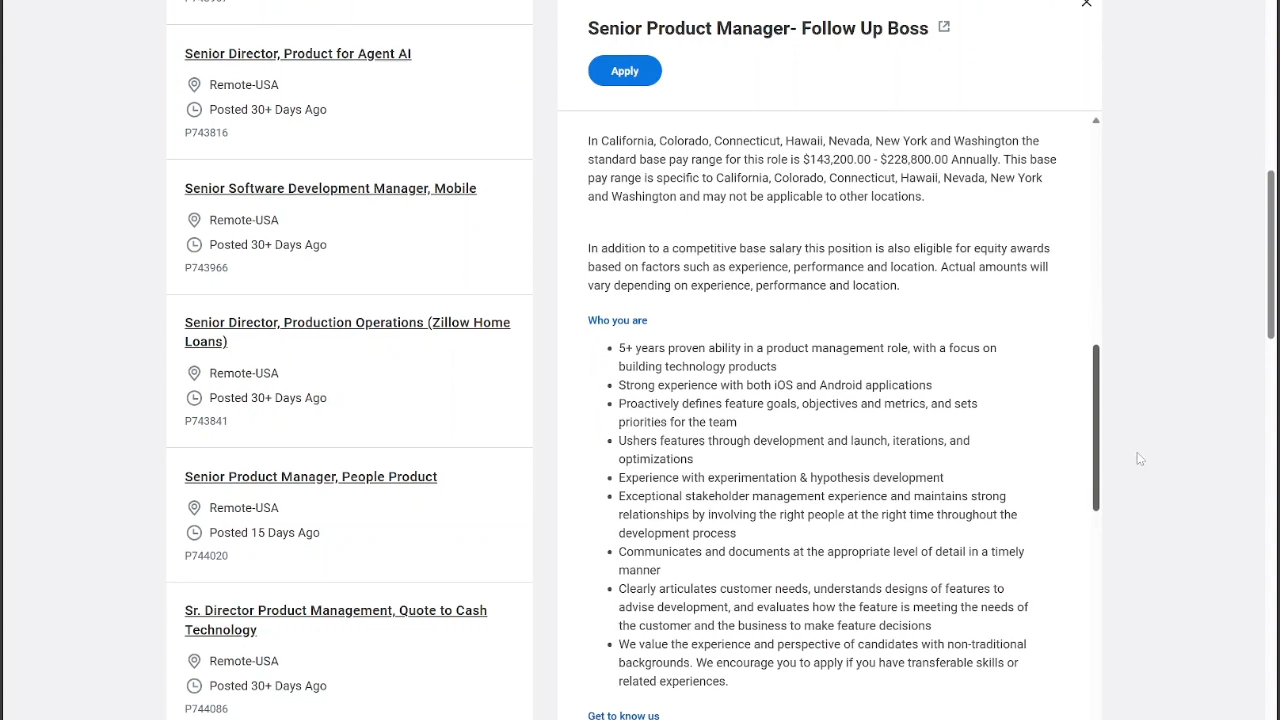 Senior Director, Product for Agent AI
Remote-USA
Posted 30+ Days Ago
P743816
Senior Software Development Manager, Mobile
Remote-USA
Posted 30+ Days Ago
P743966
Senior Director, Production Operations (Zillow Home
Loans)
Remote-USA
Posted 30+ Days Ago
P743841
Senior Product Manager, People Product
Remote-USA
Posted 15 Days Ago
P744020
Sr. Director Product Management, Quote to Cash
Technology
Remote-USA
Posted 30+ Days Ago
P744086
Senior Product Manager- Follow Up Boss
Apply
In California, Colorado, Connecticut, Hawaii, Nevada, New York and Washington the
standard base pay range for this role is $143,200.00 - $228,800.00 Annually. This base
pay range is specific to California, Colorado, Connecticut, Hawaii, Nevada, New York
and Washington and may not be applicable to other locations.
In addition to a competitive base salary this position is also eligible for equity awards
based on factors such as experience, performance and location. Actual amounts will
vary depending on experience, performance and location.
Who you are
5+ years proven ability in a product management role, with a focus on
building technology products
Strong experience with both iOS and Android applications
Proactively defines feature goals, objectives and metrics, and sets
priorities for the team
Ushers features through development and launch, iterations, and
optimizations
Experience with experimentation & hypothesis development
Exceptional stakeholder management experience and maintains strong
relationships by involving the right people at the right time throughout the
development process
Communicates and documents at the appropriate level of detail in a timely
manner
Clearly articulates customer needs, understands designs of features to
advise development, and evaluates how the feature is meeting the needs of
the customer and the business to make feature decisions
We value the experience and perspective of candidates with non-traditional
backgrounds. We encourage you to apply if you have transferable skills or
related experiences.
Get to know us